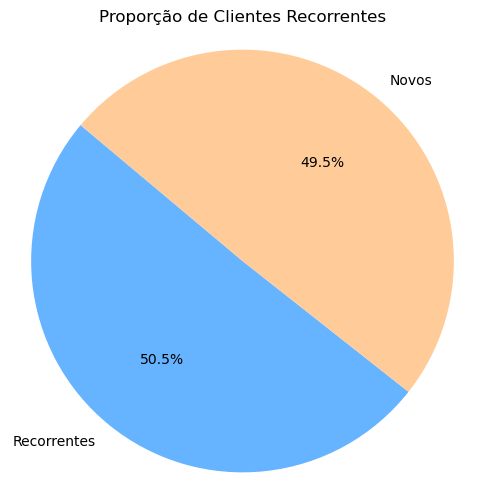 Proporção de Clientes Recorrentes
Novos
49.5%
50.5%
Recorrentes